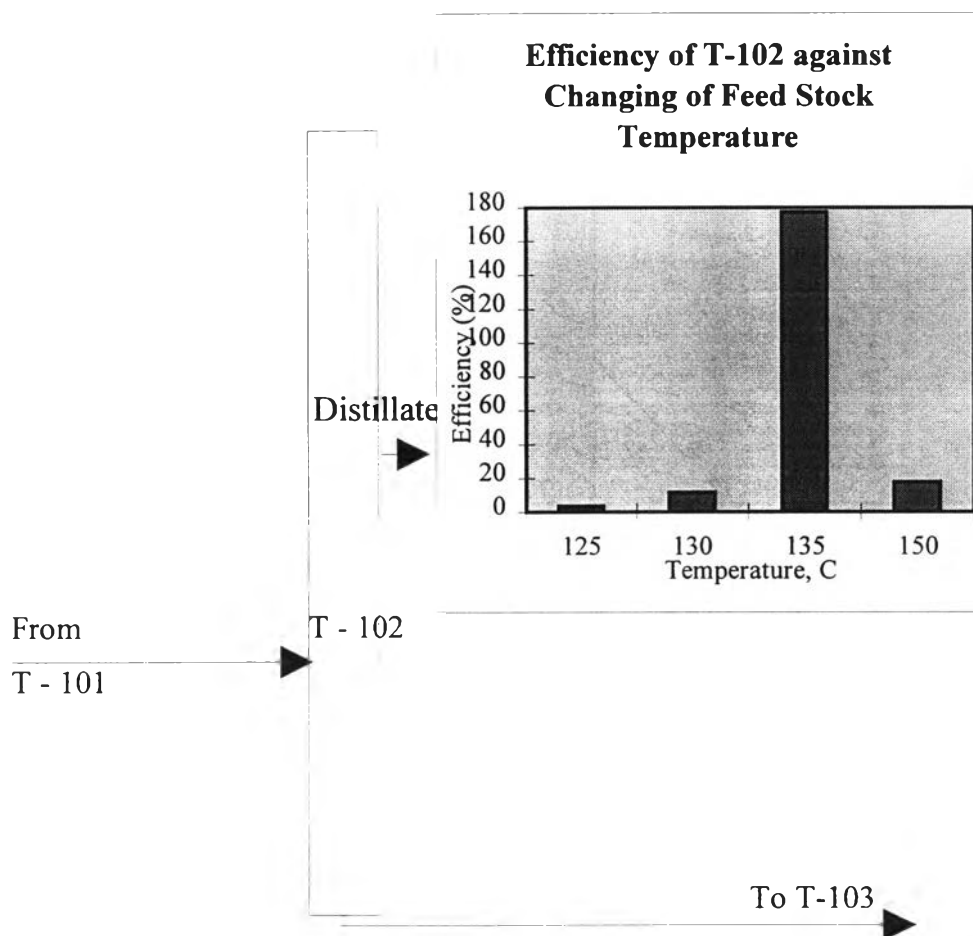 Efficiency of T-102 against
Changing of Feed Stock
Temperature
180
160
140
120
100
80
60
40
20
0
Efficiency (%)
125 130 135 150
Temperature, C
Distillate
From
T - 101
T - 102
To T-103